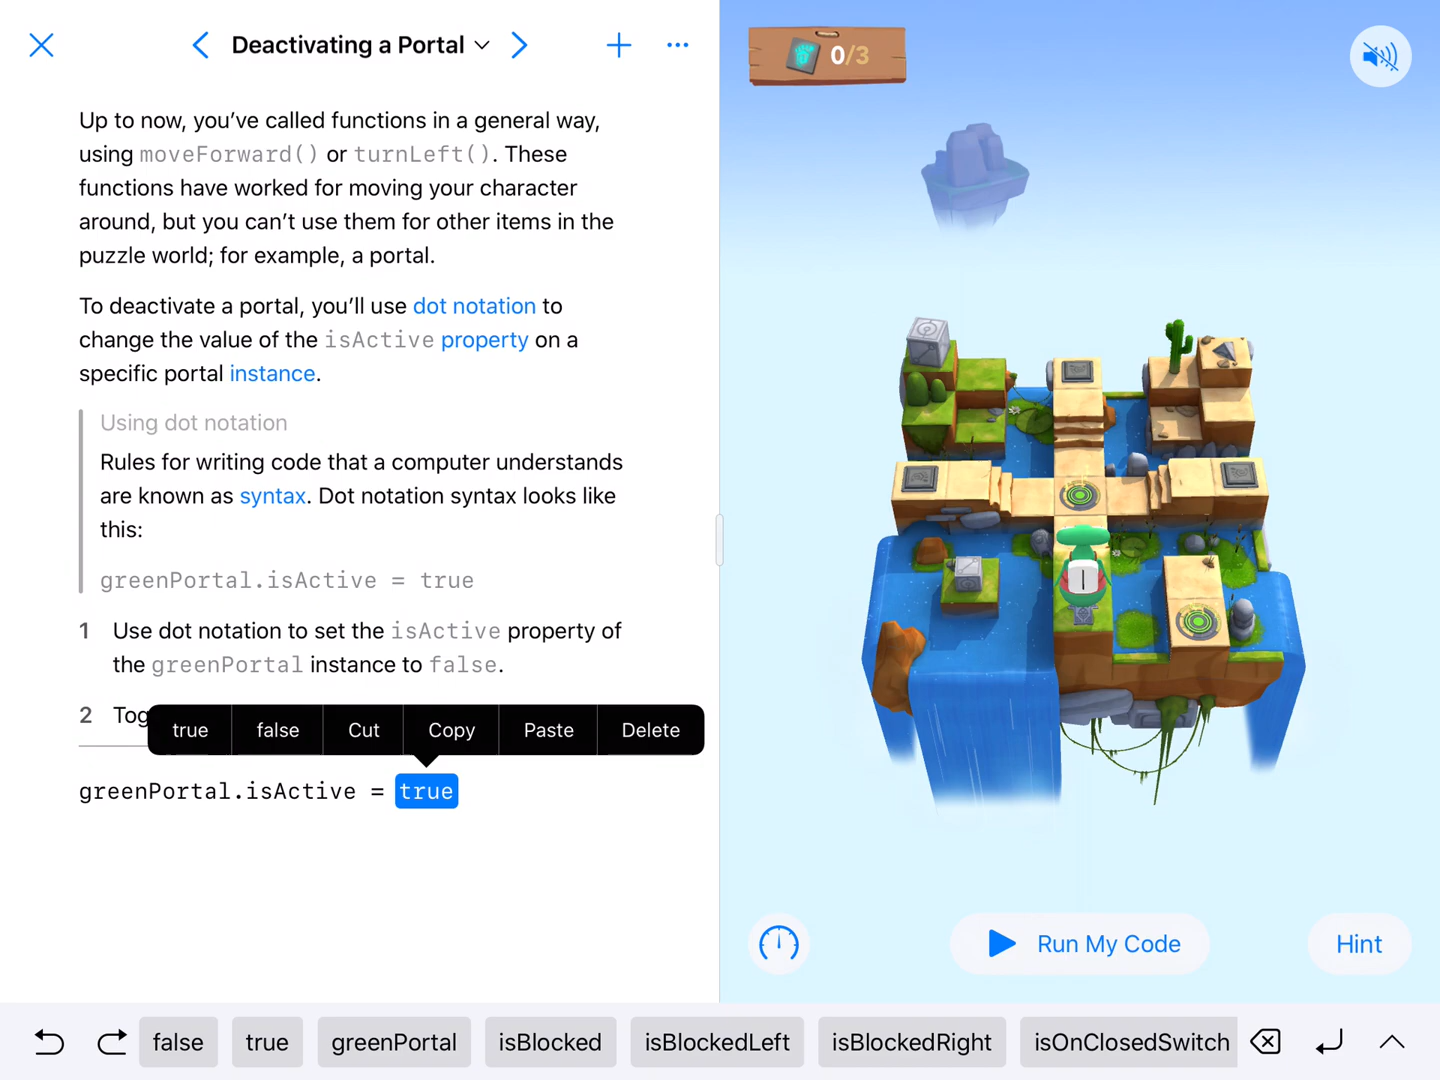 Deactivating a Portal
0/3
Up to now, you’ve called functions in a general way,
using moveForward() or turnLeft(). These
functions have worked for moving your character
around, but you can’t use them for other items in the
puzzle world; for example, a portal.
To deactivate a portal, you’ll use dot notation to
change the value of the isActive property on a
specific portal instance.
Using dot notation
Rules for writing code that a computer understands
are known as syntax. Dot notation syntax looks like
this:
greenPortal.isActive = true
1 Use dot notation to set the isActive property of
the greenPortal instance to false.
2 Tog
true false Cut Copy Paste Delete
greenPortal.isActive = true
Run My Code
Hint
false true greenPortal isBlocked isBlockedLeft isBlockedRight isOnClosedSwitch